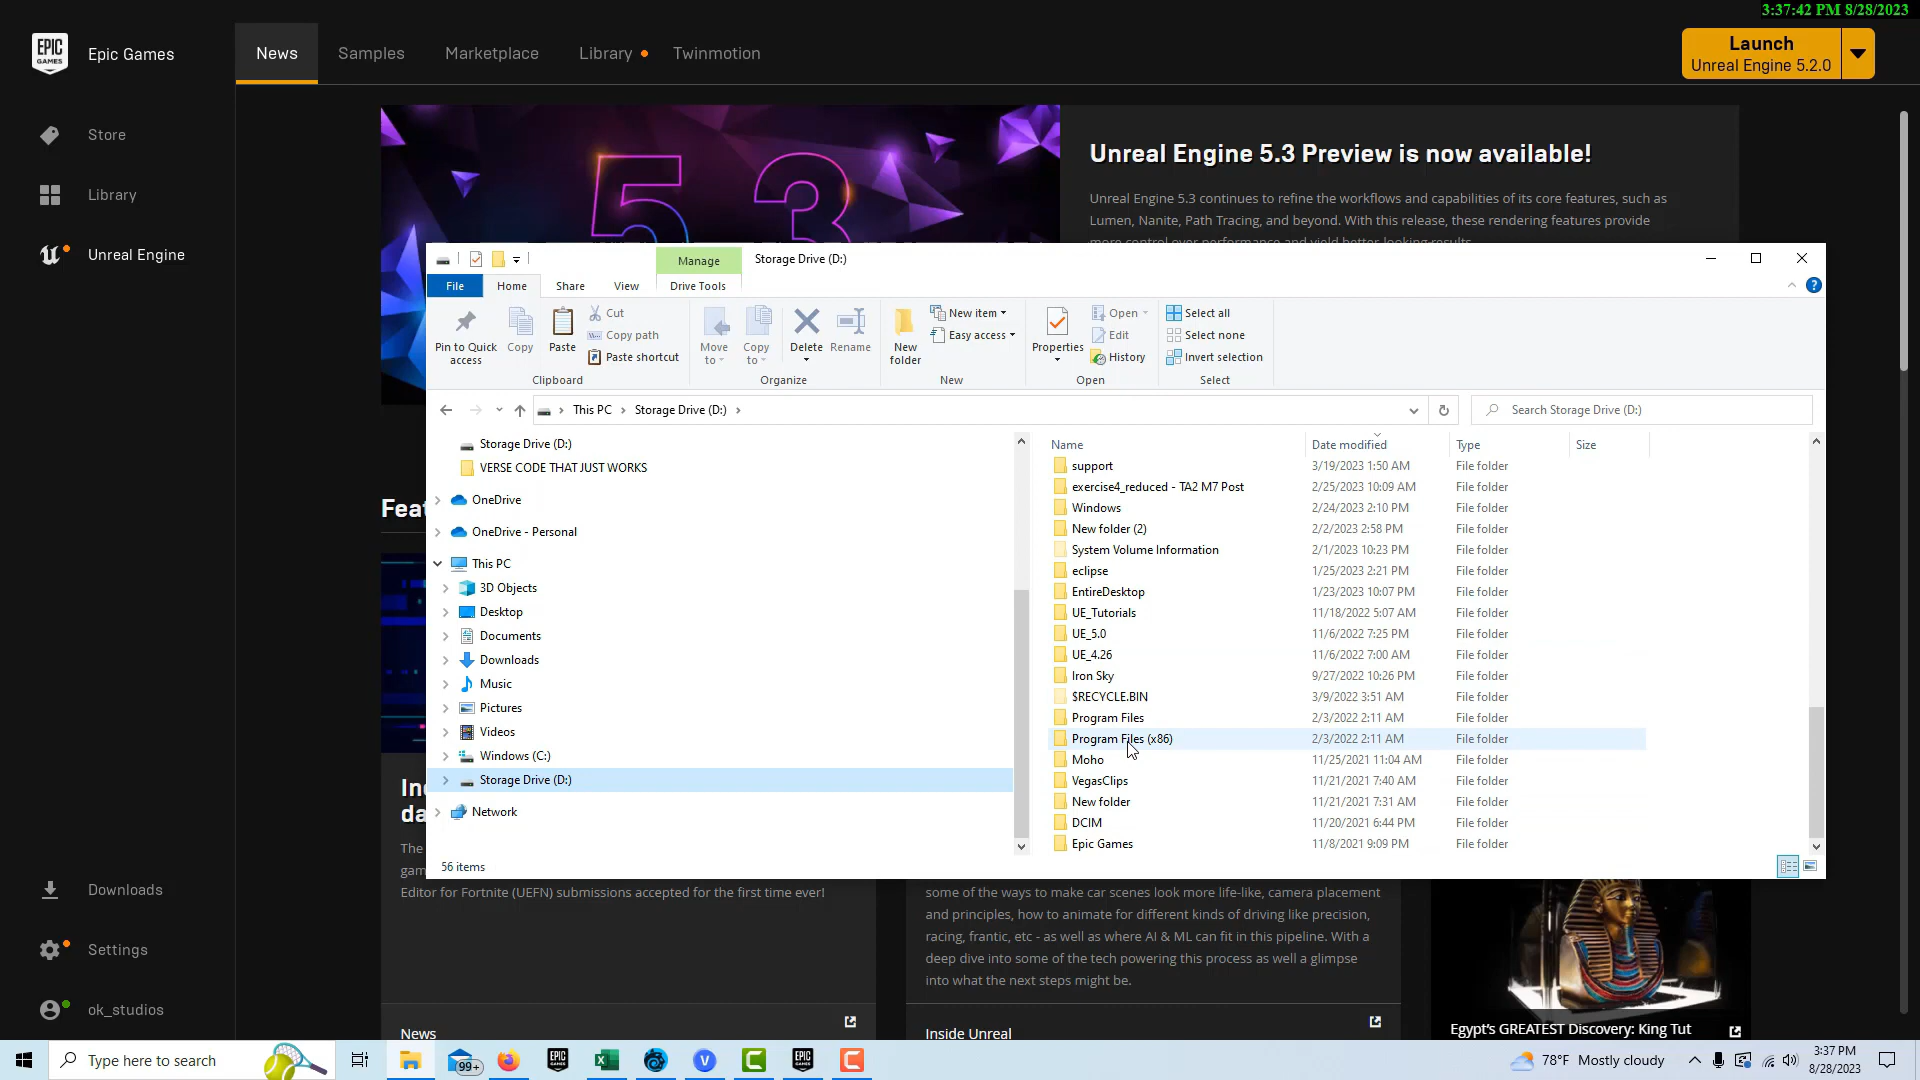 3:37:42 PM 8/28/2023
EPIC GAMES
Epic Games
News
Samples
Marketplace
Library
Twinmotion
Launch
Unreal Engine 5.2.0
Store
Library
Unreal Engine
Downloads
Settings
ok_studios
5.3
Unreal Engine 5.3 Preview is now available!
Unreal Engine 5.3 continues to refine the workflows and capabilities of its core features, such as
Lumen, Nanite, Path Tracing, and beyond. With this release, these rendering features provide
more control over performance and yield better-looking results.
Manage
Storage Drive (D:)
File
Home
Share
View
Drive Tools
Pin to Quick access
Copy
Paste
Cut
Copy path
Paste shortcut
Move to
Copy to
Delete
Rename
New folder
New item
Easy access
Properties
Open
Edit
History
Select all
Select none
Invert selection
Clipboard
Organize
New
Open
Select
This PC
Storage Drive (D:)
Search Storage Drive (D:)
Storage Drive (D:)
VERSE CODE THAT JUST WORKS
OneDrive
OneDrive - Personal
This PC
3D Objects
Desktop
Documents
Downloads
Music
Pictures
Videos
Windows (C:)
Storage Drive (D:)
Network
Name Date modified Type Size
support 3/19/2023 1:50 AM File folder
exercise4_reduced - TA2 M7 Post 2/25/2023 10:09 AM File folder
Windows 2/24/2023 2:10 PM File folder
New folder (2) 2/2/2023 2:58 PM File folder
System Volume Information 2/1/2023 10:23 PM File folder
eclipse 1/25/2023 2:21 PM File folder
EntireDesktop 1/23/2023 10:07 PM File folder
UE_Tutorials 11/18/2022 5:07 AM File folder
UE_5.0 11/6/2022 7:25 PM File folder
UE_4.26 11/6/2022 7:00 AM File folder
Iron Sky 9/27/2022 10:26 PM File folder
$RECYCLE.BIN 3/9/2022 3:51 AM File folder
Program Files 2/3/2022 2:11 AM File folder
Program Files (x86) 2/3/2022 2:11 AM File folder
Moho 11/25/2021 11:04 AM File folder
VegasClips 11/21/2021 7:40 AM File folder
New folder 11/21/2021 7:31 AM File folder
DCIM 11/20/2021 6:44 PM File folder
Epic Games 11/8/2021 9:09 PM File folder
56 items
Feat
In
da
The
gam
Editor for Fortnite (UEFN) submissions accepted for the first time ever!
News
some of the ways to make car scenes look more life-like, camera placement
and principles, how to animate for different kinds of driving like precision,
racing, frantic, etc - as well as where AI & ML can fit in this pipeline. With a
deep dive into some of the tech powering this process as well a glimpse
into what the next steps might be.
Inside Unreal
Egypt's GREATEST Discovery: King Tut
Type here to search
99+
78°F Mostly cloudy
3:37 PM
8/28/2023